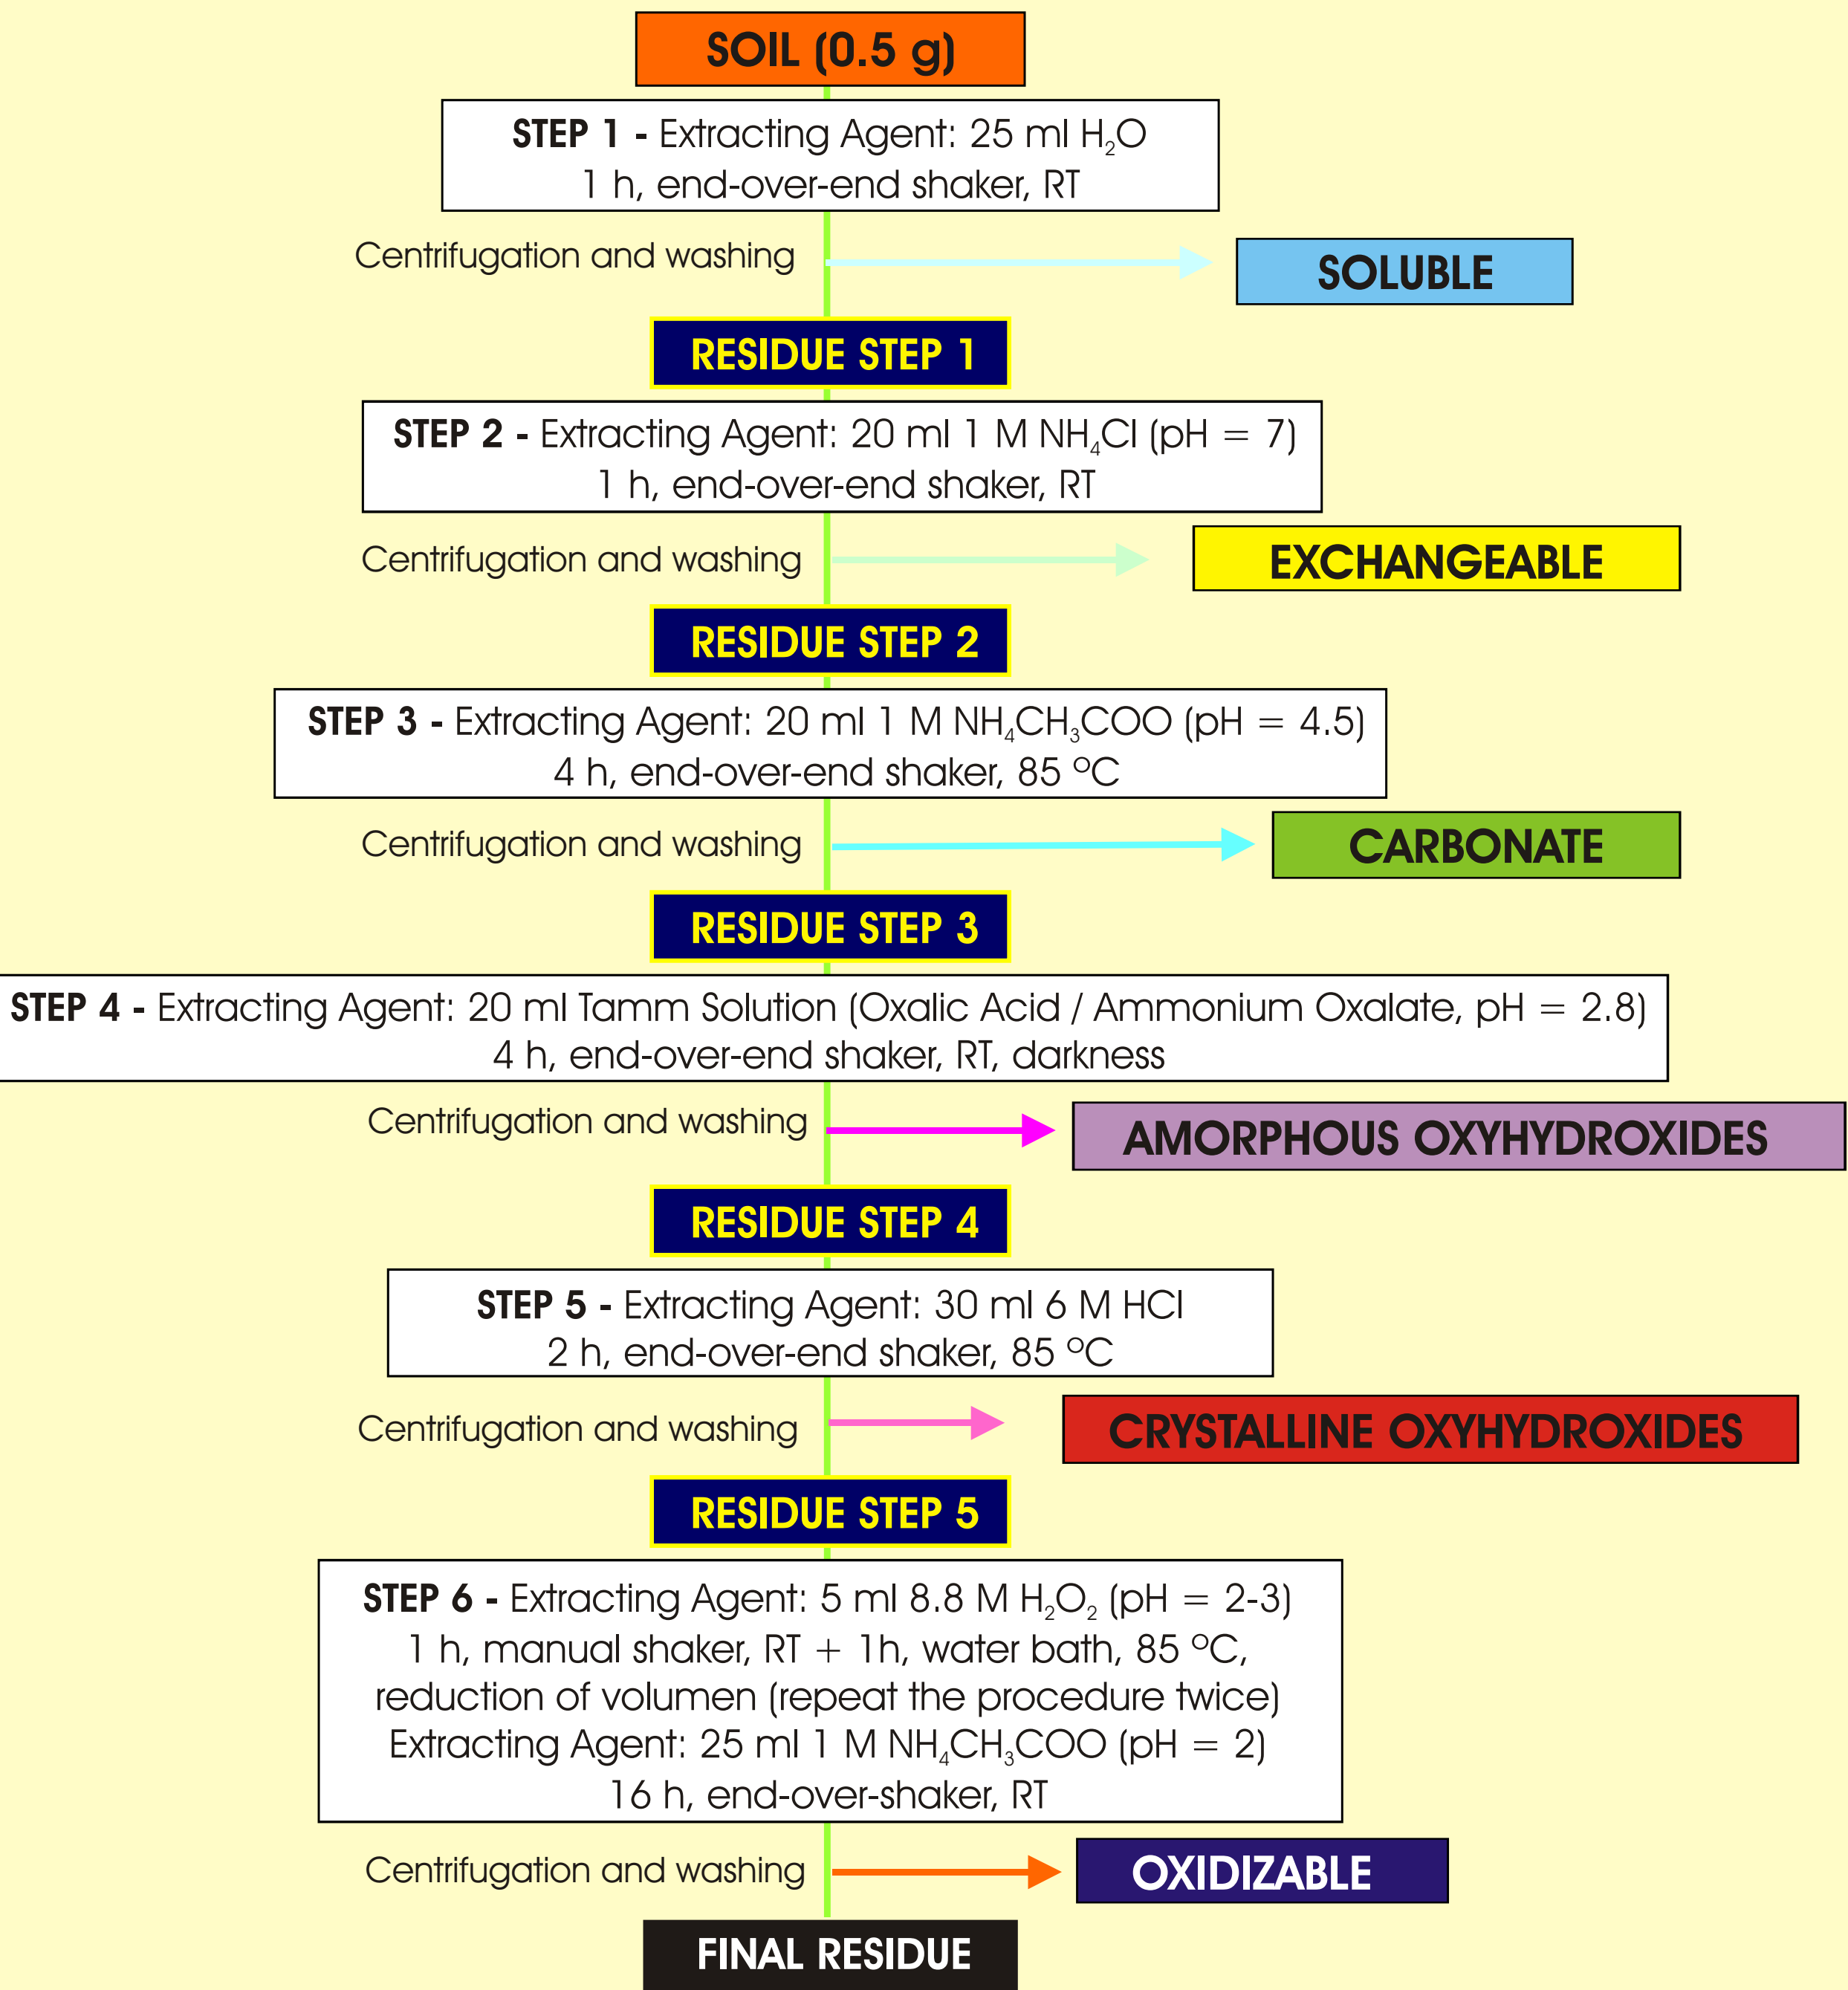 SOIL (0.5 g)
STEP 1 - Extracting Agent: 25 ml H₂O
1 h, end-over-end shaker, RT
Centrifugation and washing
SOLUBLE
RESIDUE STEP 1
STEP 2 - Extracting Agent: 20 ml 1 M NH₄Cl (pH = 7)
1 h, end-over-end shaker, RT
Centrifugation and washing
EXCHANGEABLE
RESIDUE STEP 2
STEP 3 - Extracting Agent: 20 ml 1 M NH₄CH₃COO (pH = 4.5)
4 h, end-over-end shaker, 85 ºC
Centrifugation and washing
CARBONATE
RESIDUE STEP 3
STEP 4 - Extracting Agent: 20 ml Tamm Solution (Oxalic Acid / Ammonium Oxalate, pH = 2.8)
4 h, end-over-end shaker, RT, darkness
Centrifugation and washing
AMORPHOUS OXYHYDROXIDES
RESIDUE STEP 4
STEP 5 - Extracting Agent: 30 ml 6 M HCl
2 h, end-over-end shaker, 85 ºC
Centrifugation and washing
CRYSTALLINE OXYHYDROXIDES
RESIDUE STEP 5
STEP 6 - Extracting Agent: 5 ml 8.8 M H₂O₂ (pH = 2-3)
1 h, manual shaker, RT + 1h, water bath, 85 ºC,
reduction of volumen (repeat the procedure twice)
Extracting Agent: 25 ml 1 M NH₄CH₃COO (pH = 2)
16 h, end-over-shaker, RT
Centrifugation and washing
OXIDIZABLE
FINAL RESIDUE